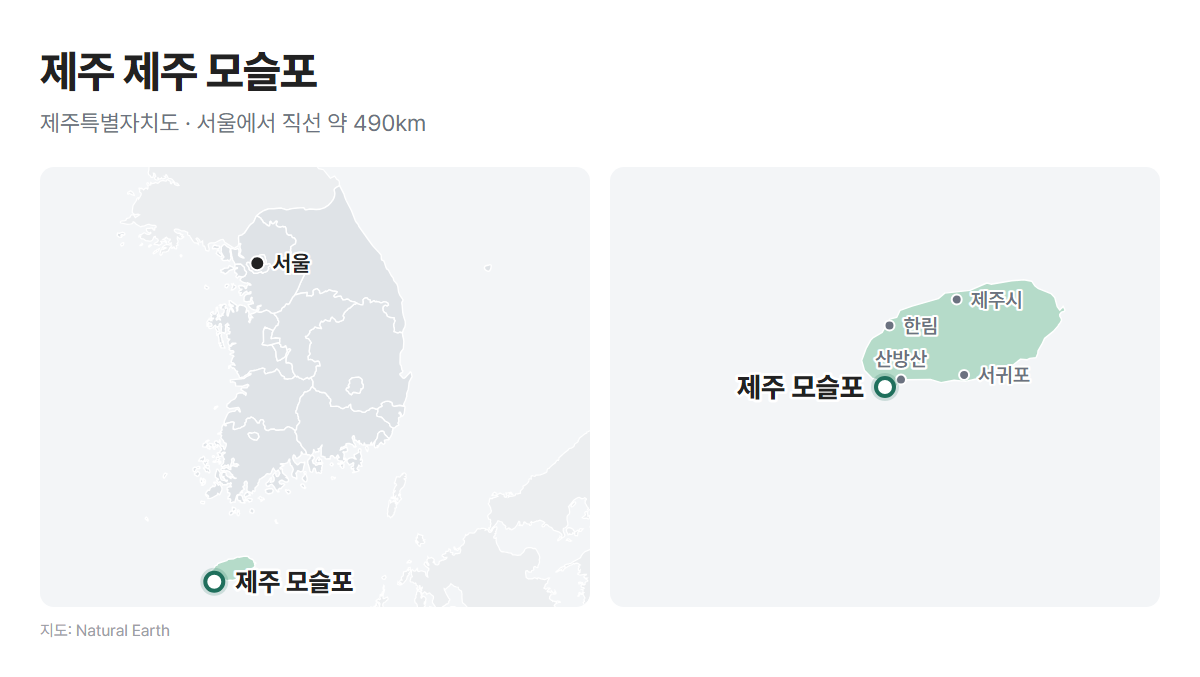 제주 제주 모슬포
제주특별자치도 · 서울에서 직선 약 490km
서울
제주 모슬포
제주시
한림
산방산
제주 모슬포
서귀포
지도: Natural Earth